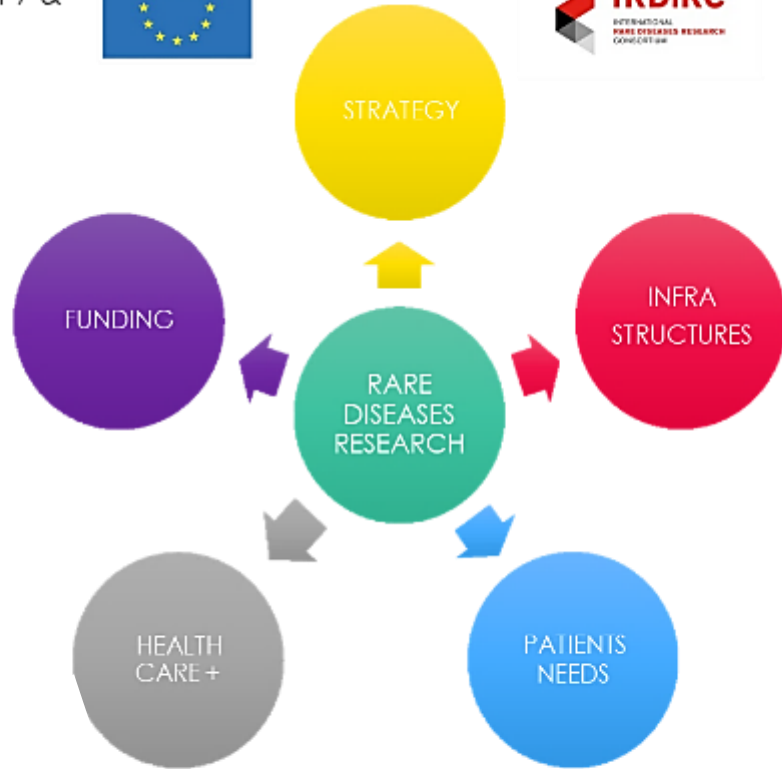 &
IRDIRC
INTERNATIONAL
RARE DISEASES RESEARCH
CONSORTIUM
STRATEGY
FUNDING
INFRA
STRUCTURES
RARE
DISEASES
RESEARCH
HEALTH
CARE+
PATIENTS
NEEDS